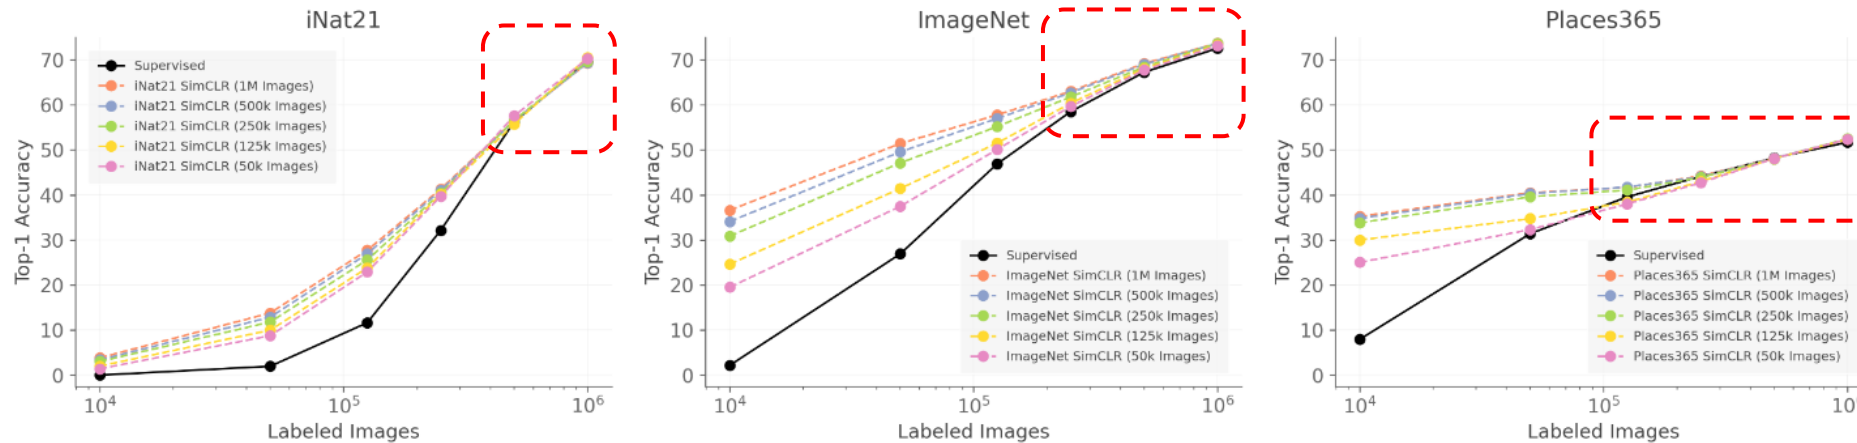 iNat21
Top-1 Accuracy
70
60
50
40
30
20
10
0
Supervised
iNat21 SimCLR (1M Images)
iNat21 SimCLR (500k Images)
iNat21 SimCLR (250k Images)
iNat21 SimCLR (125k Images)
iNat21 SimCLR (50k Images)
10⁴
10⁵
10⁶
Labeled Images
ImageNet
Top-1 Accuracy
70
60
50
40
30
20
10
0
Supervised
ImageNet SimCLR (1M Images)
ImageNet SimCLR (500k Images)
ImageNet SimCLR (250k Images)
ImageNet SimCLR (125k Images)
ImageNet SimCLR (50k Images)
10⁴
10⁵
10⁶
Labeled Images
Places365
Top-1 Accuracy
70
60
50
40
30
20
10
0
Supervised
Places365 SimCLR (1M Images)
Places365 SimCLR (500k Images)
Places365 SimCLR (250k Images)
Places365 SimCLR (125k Images)
Places365 SimCLR (50k Images)
10⁴
10⁵
Labeled Images